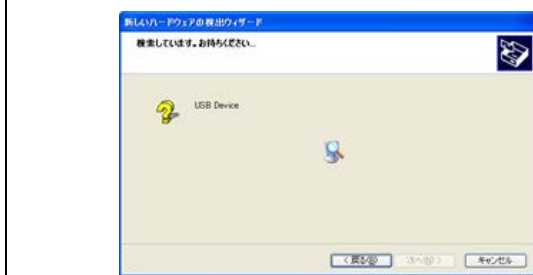 新しいハードウェアの検出ウィザード
検索しています。お待ちください...
USB Device
< 戻る(B)
次へ(N) >
キャンセル